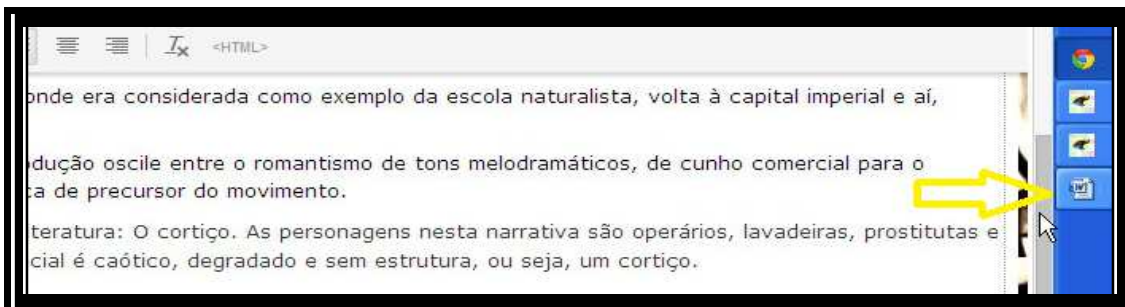 <HTML>
onde era considerada como exemplo da escola naturalista, volta à capital imperial e aí,
odução oscile entre o romantismo de tons melodramáticos, de cunho comercial para o
ca de precursor do movimento.
teratura: O cortiço. As personagens nesta narrativa são operários, lavadeiras, prostitutas e
cial é caótico, degradado e sem estrutura, ou seja, um cortiço.